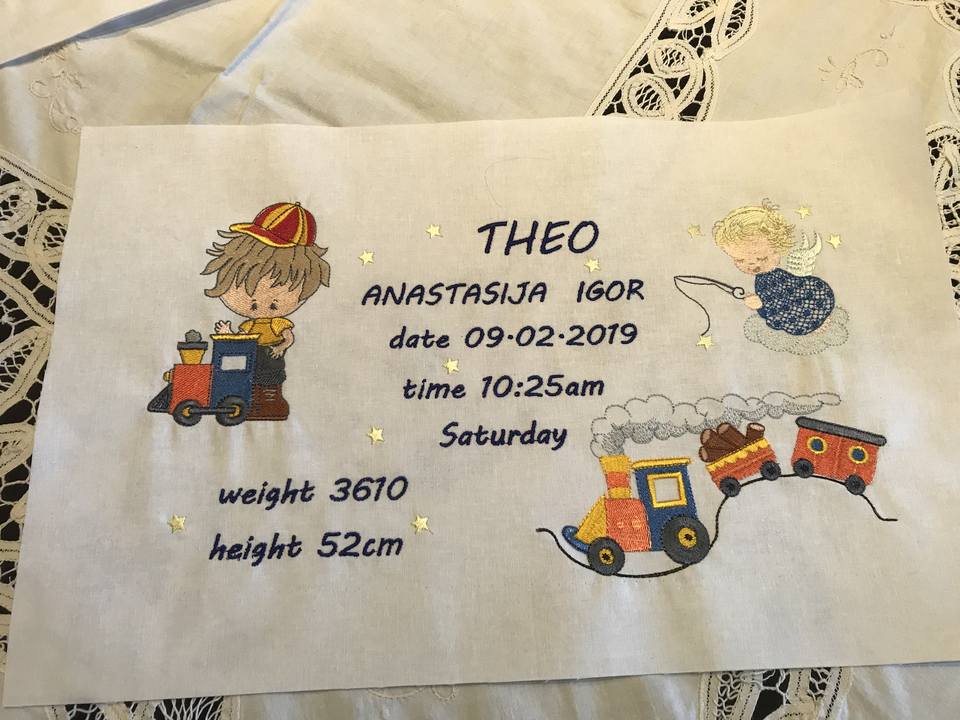 THEO
ANASTASIJA IGOR
date 09·02·2019
time 10:25am
Saturday
weight 3610
height 52cm